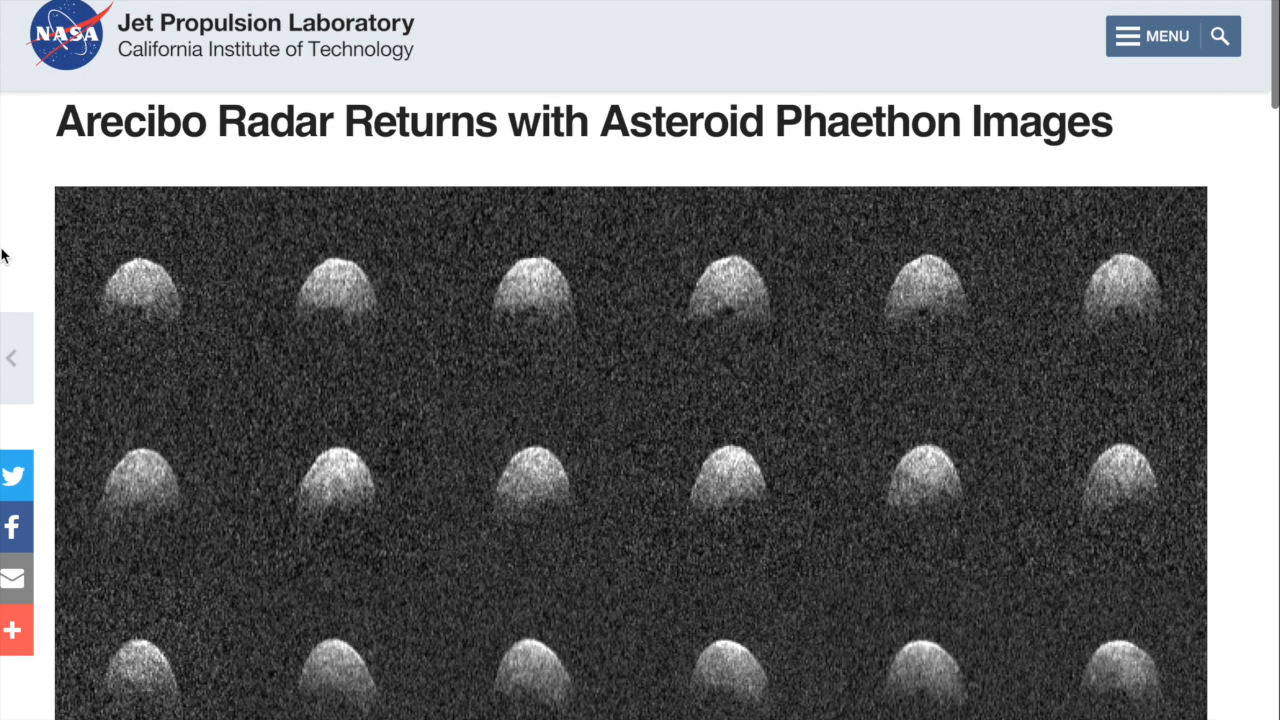 NASA
Jet Propulsion Laboratory
California Institute of Technology
MENU
Arecibo Radar Returns with Asteroid Phaethon Images